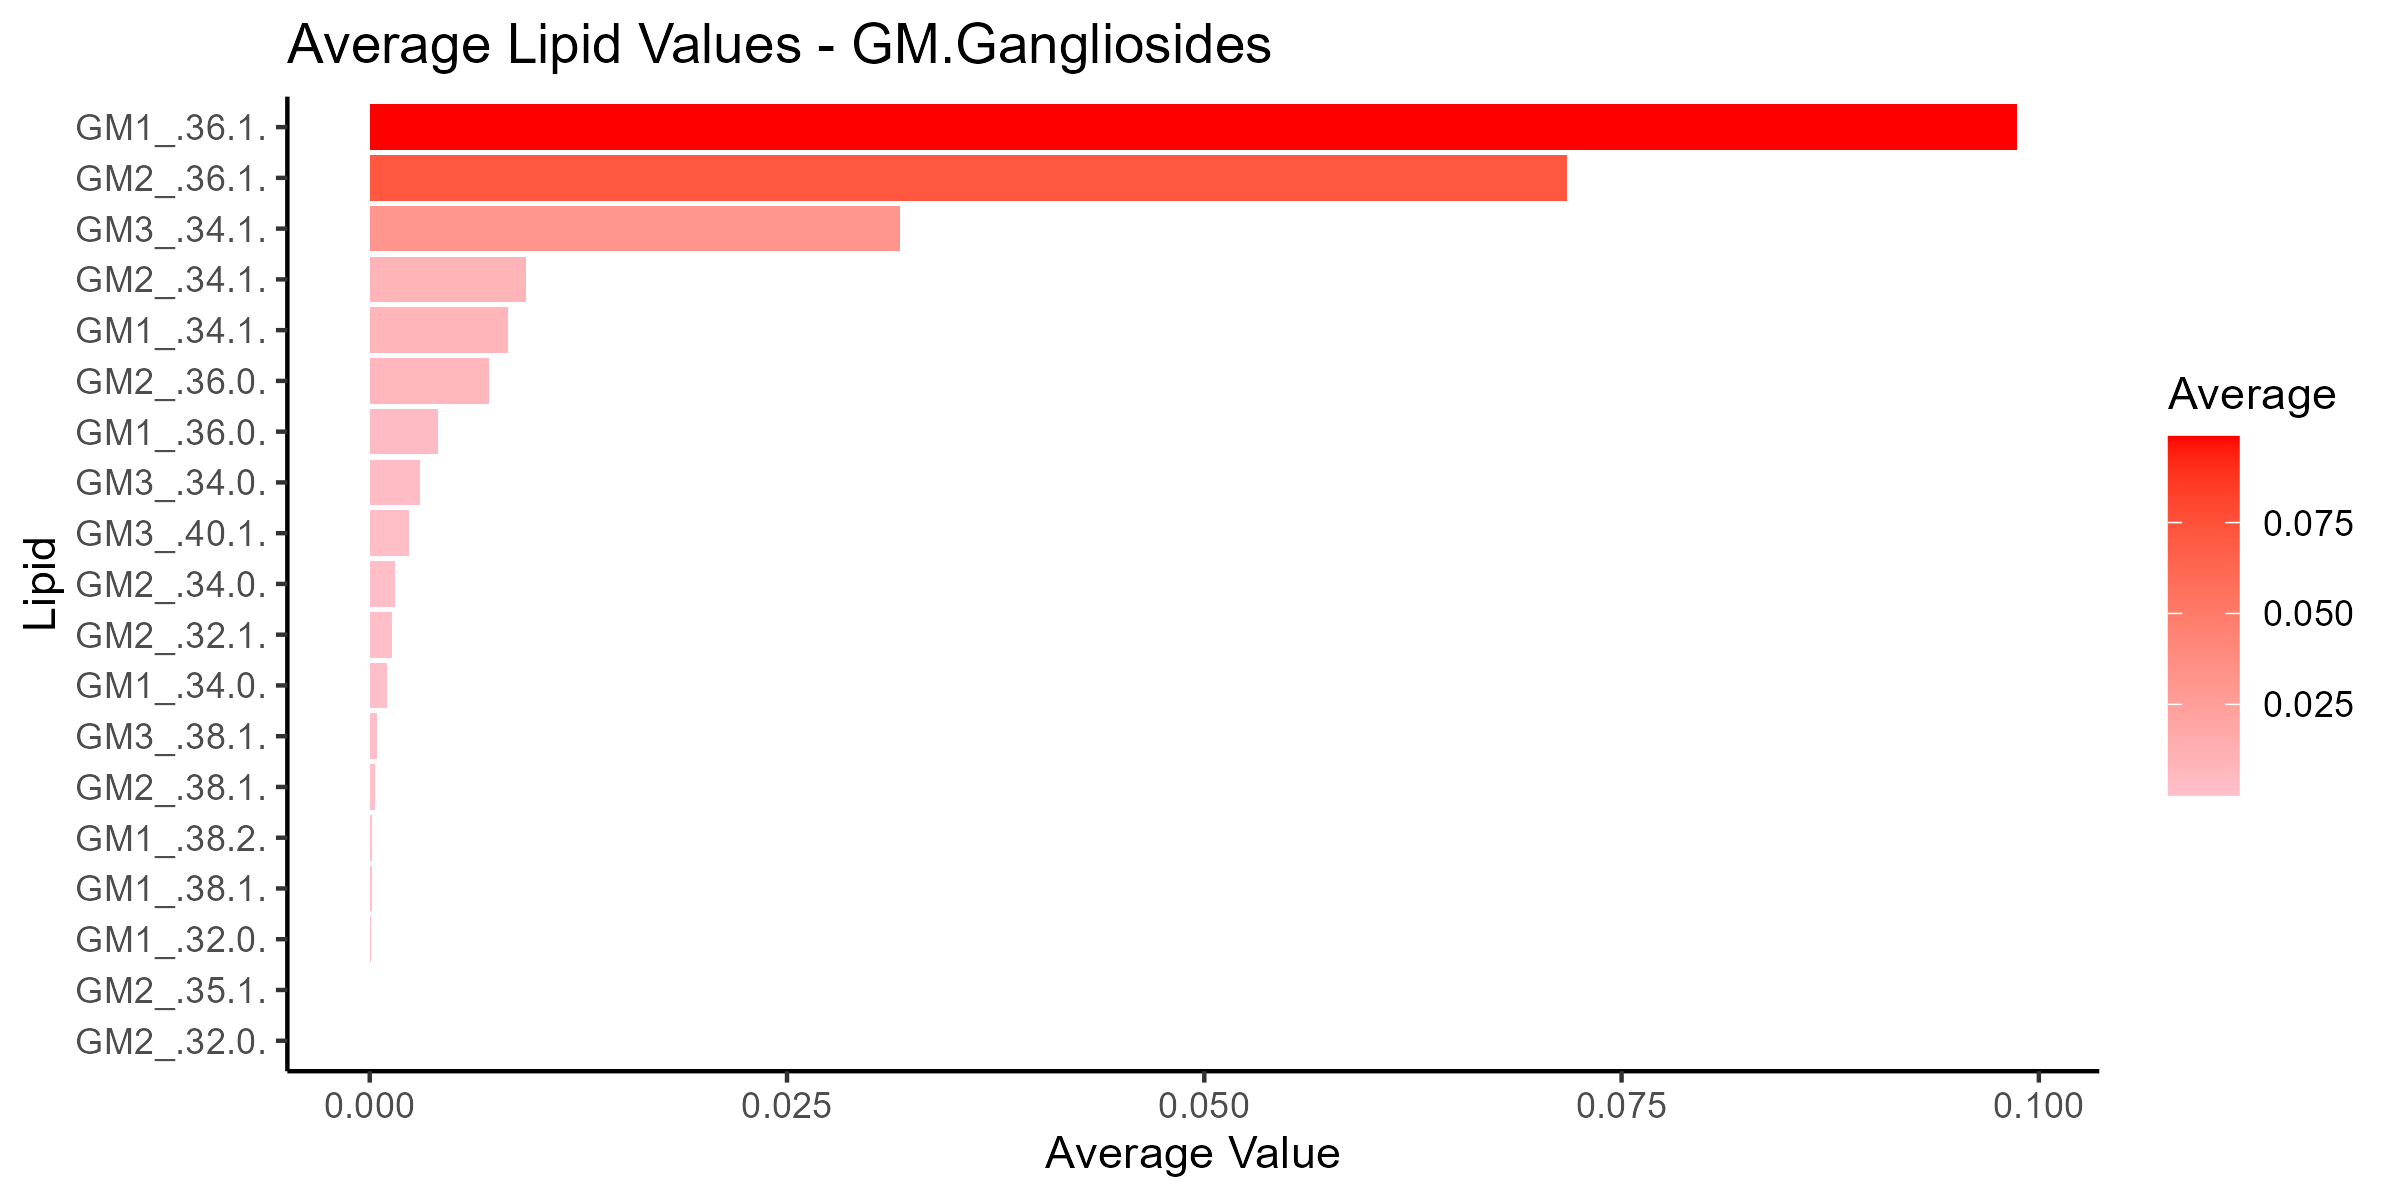 Average Lipid Values - GM.Gangliosides
GM1_.36.1.
GM2_.36.1.
GM3_.34.1.
GM2_.34.1.
GM1_.34.1.
GM2_.36.0.
GM1_.36.0.
GM3_.34.0.
GM3_.40.1.
GM2_.34.0.
GM2_.32.1.
GM1_.34.0.
GM3_.38.1.
GM2_.38.1.
GM1_.38.2.
GM1_.38.1.
GM1_.32.0.
GM2_.35.1.
GM2_.32.0.
Lipid
0.000 0.025 0.050 0.075 0.100
Average Value
Average
0.075
0.050
0.025